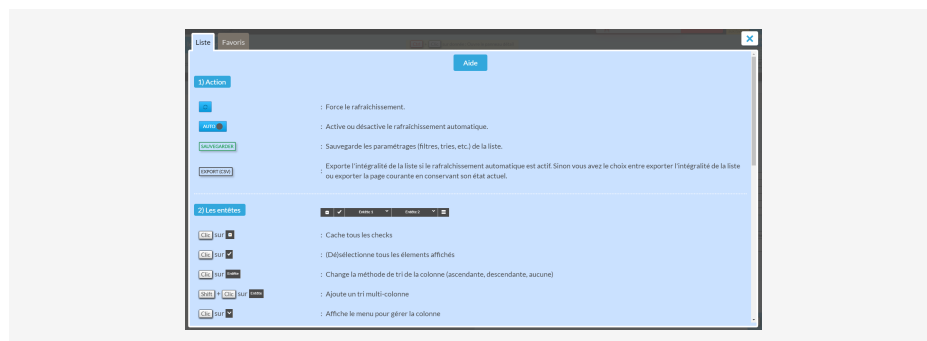 Liste Favoris
Aide
1) Action
: Force le rafraîchissement.
AUTO : Active ou désactive le rafraîchissement automatique.
SAUVEGARDER : Sauvegarde les paramétrages (filtres, tries, etc.) de la liste.
EXPORT (CSV) : Exporte l'intégralité de la liste si le rafraîchissement automatique est actif. Sinon vous avez le choix entre exporter l'intégralité de la liste
ou exporter la page courante en conservant son état actuel.
2) Les entêtes Entête 1 Entête 2
Clic sur : Cache tous les checks
Clic sur : (Dé)sélectionne tous les élements affichés
Clic sur Entête : Change la méthode de tri de la colonne (ascendante, descendante, aucune)
Shift + Clic sur Entête : Ajoute un tri multi-colonne
Clic sur : Affiche le menu pour gérer la colonne